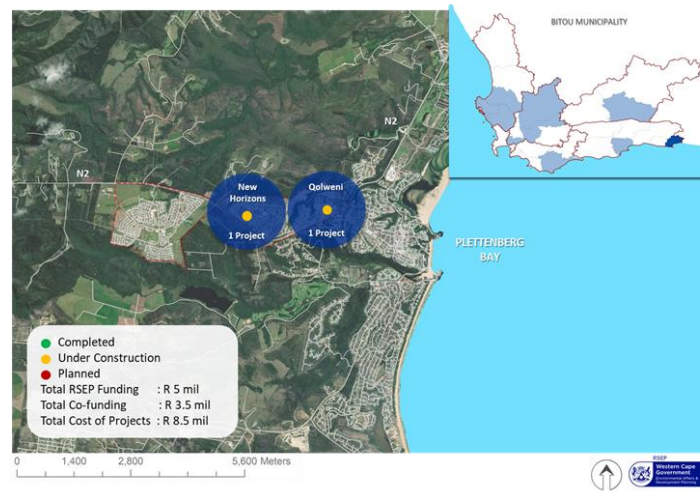 BITOU MUNICIPALITY
N2
N2
New
Horizons
1 Project
Qolweni
1 Project
PLETTENBERG
BAY
Completed
Under Construction
Planned
Total RSEP Funding : R 5 mil
Total Co-funding : R 3.5 mil
Total Cost of Projects : R 8.5 mil
0 1,400 2,800 5,600 Meters
RSEP
Western Cape
Government
Environmental Affairs &
Development Planning